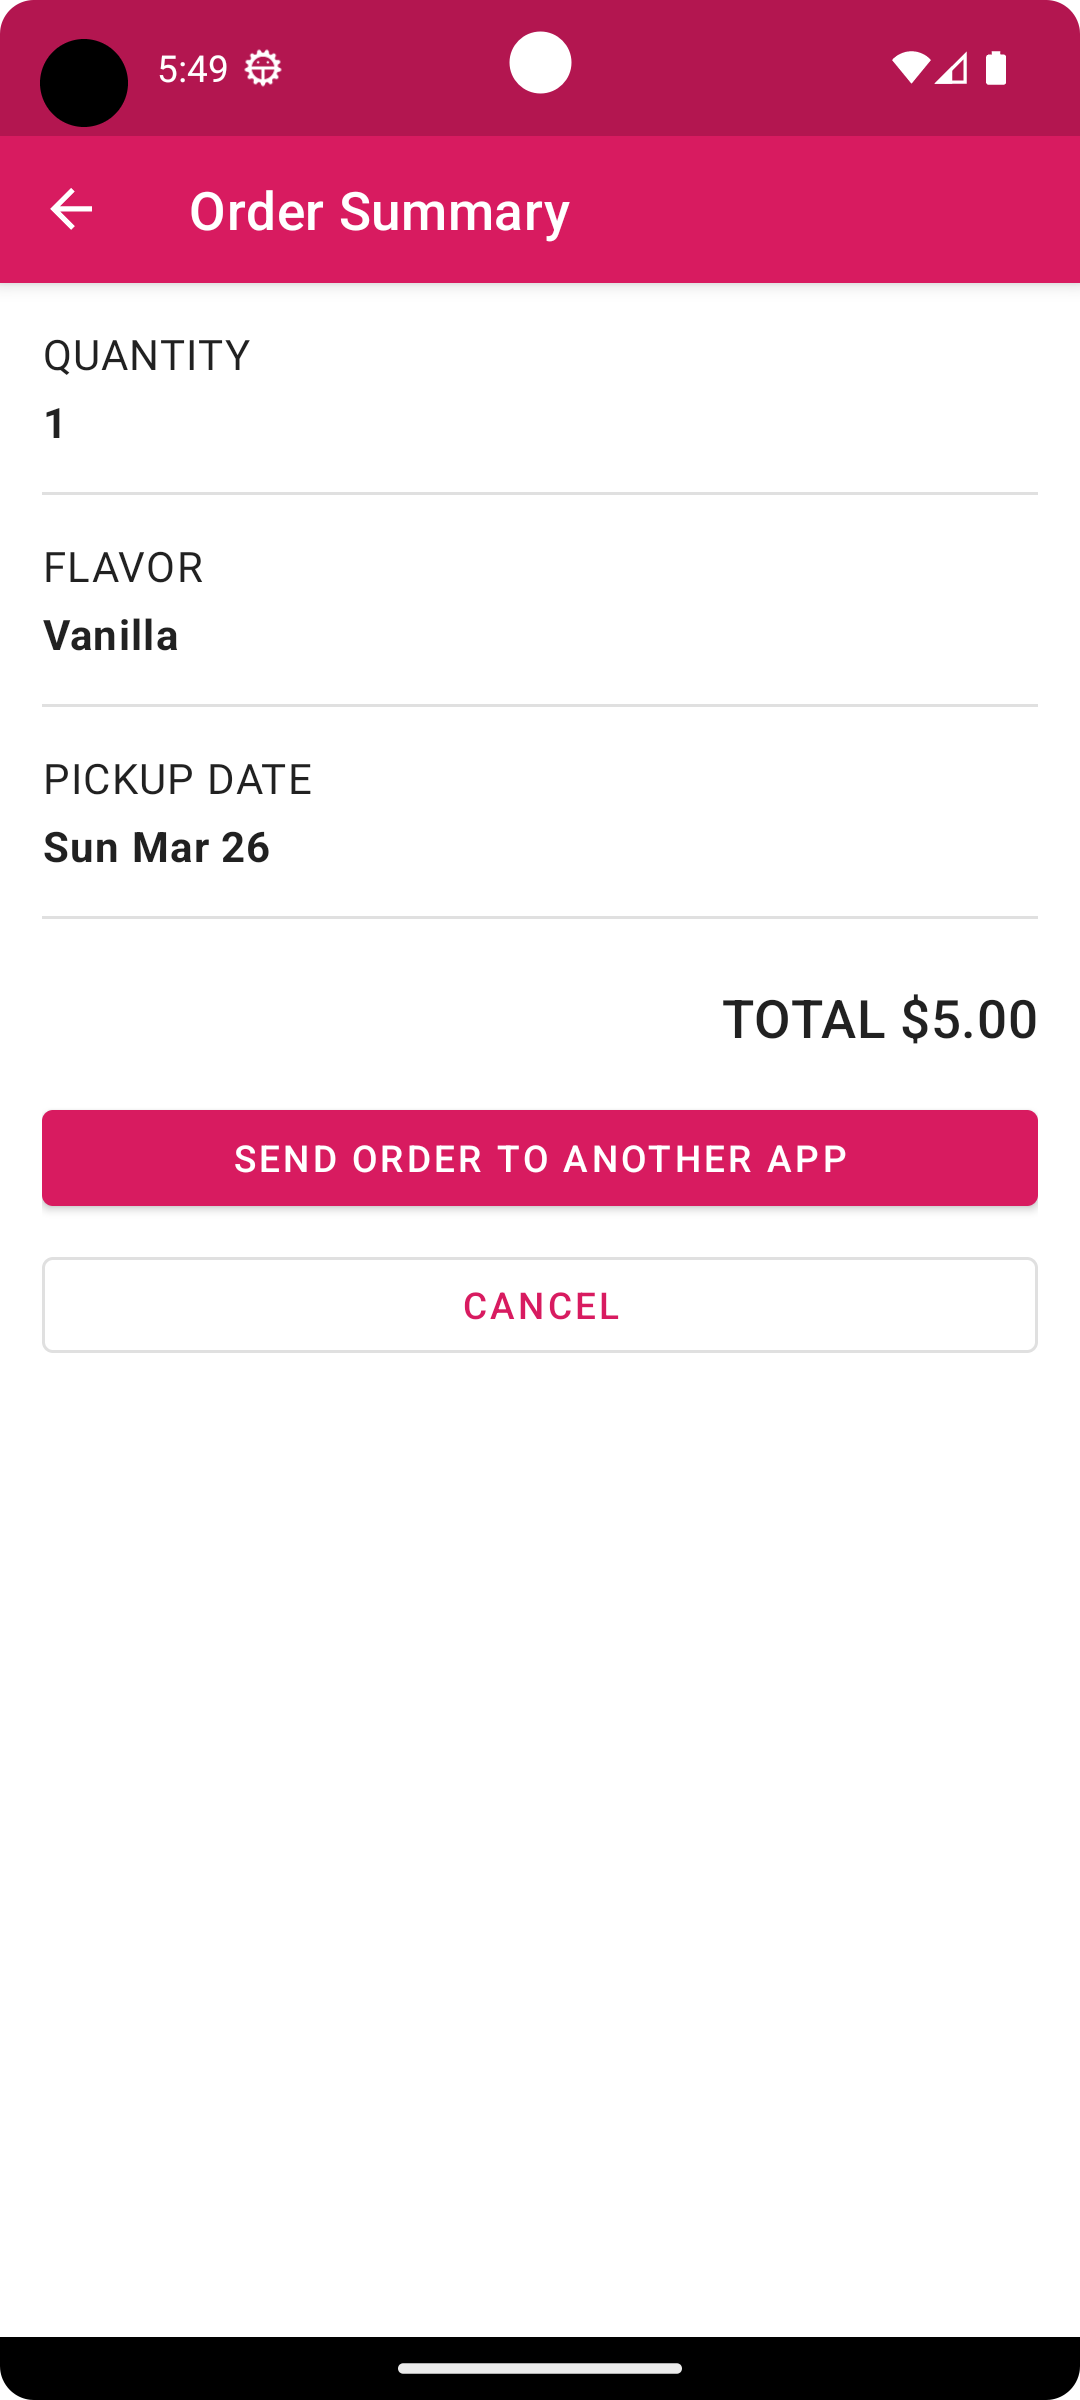 5:49
Order Summary
QUANTITY
1
FLAVOR
Vanilla
PICKUP DATE
Sun Mar 26
TOTAL $5.00
SEND ORDER TO ANOTHER APP
CANCEL